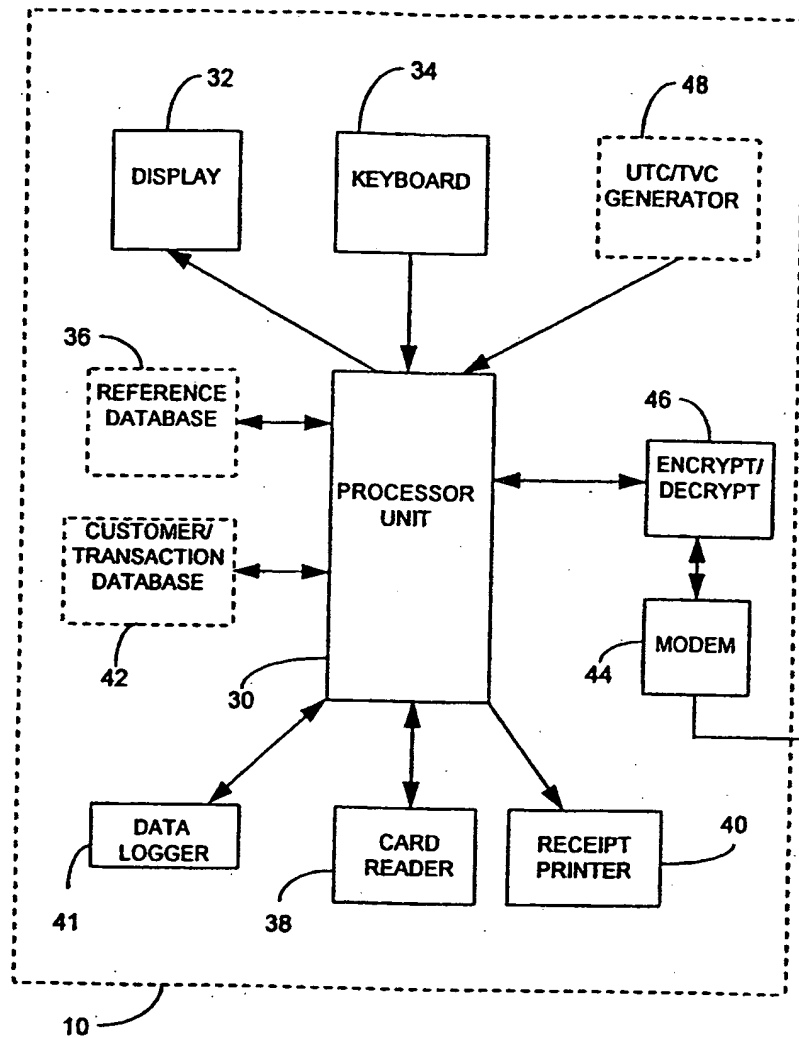 32
34
48
DISPLAY
KEYBOARD
UTC/TVC
GENERATOR
36
REFERENCE
DATABASE
46
ENCRYPT/
DECRYPT
PROCESSOR
UNIT
CUSTOMER/
TRANSACTION
DATABASE
42
MODEM
44
30
DATA
LOGGER
41
CARD
READER
38
RECEIPT
PRINTER
40
10